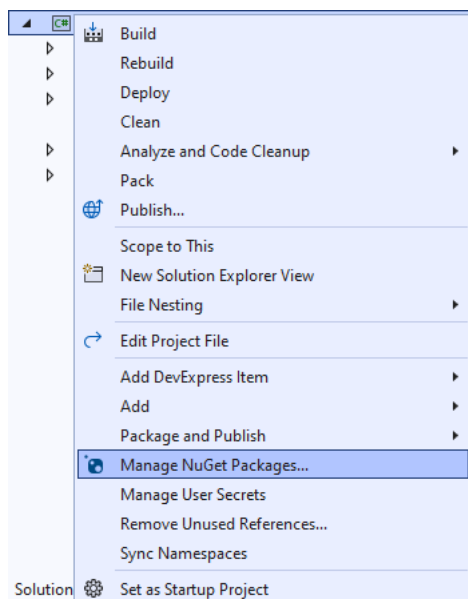 C#
Build
Rebuild
Deploy
Clean
Analyze and Code Cleanup
Pack
Publish...
Scope to This
New Solution Explorer View
File Nesting
Edit Project File
Add DevExpress Item
Add
Package and Publish
Manage NuGet Packages...
Manage User Secrets
Remove Unused References...
Sync Namespaces
Solution
Set as Startup Project